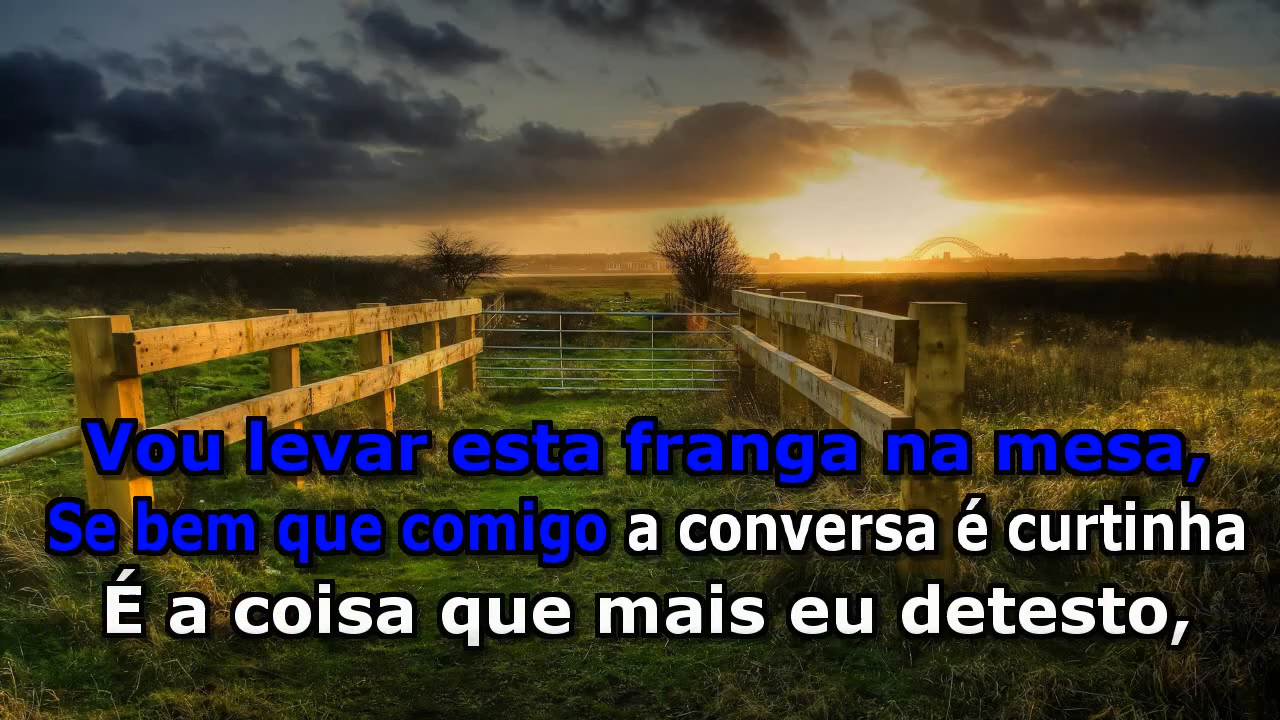 Vou levar esta franga na mesa,
Se bem que comigo a conversa é curtinha
É a coisa que mais eu detesto,